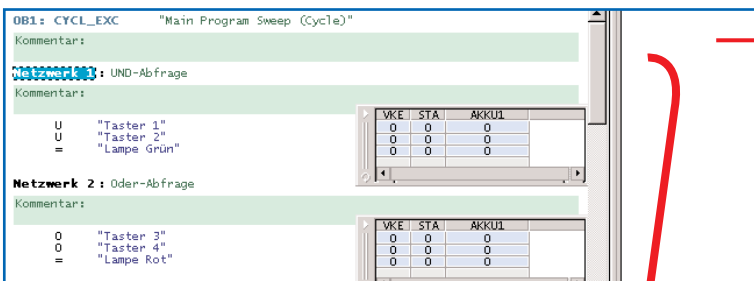 OB1: CYCL_EXC "Main Program Sweep (Cycle)"
Kommentar:
Netzwerk 1: UND-Abfrage
Kommentar:
VKE STA AKKU1
U "Taster 1" 0 0 0
U "Taster 2" 0 0 0
= "Lampe Grün" 0 0 0
Netzwerk 2: Oder-Abfrage
Kommentar:
VKE STA AKKU1
O "Taster 3" 0 0 0
O "Taster 4" 0 0 0
= "Lampe Rot" 0 0 0